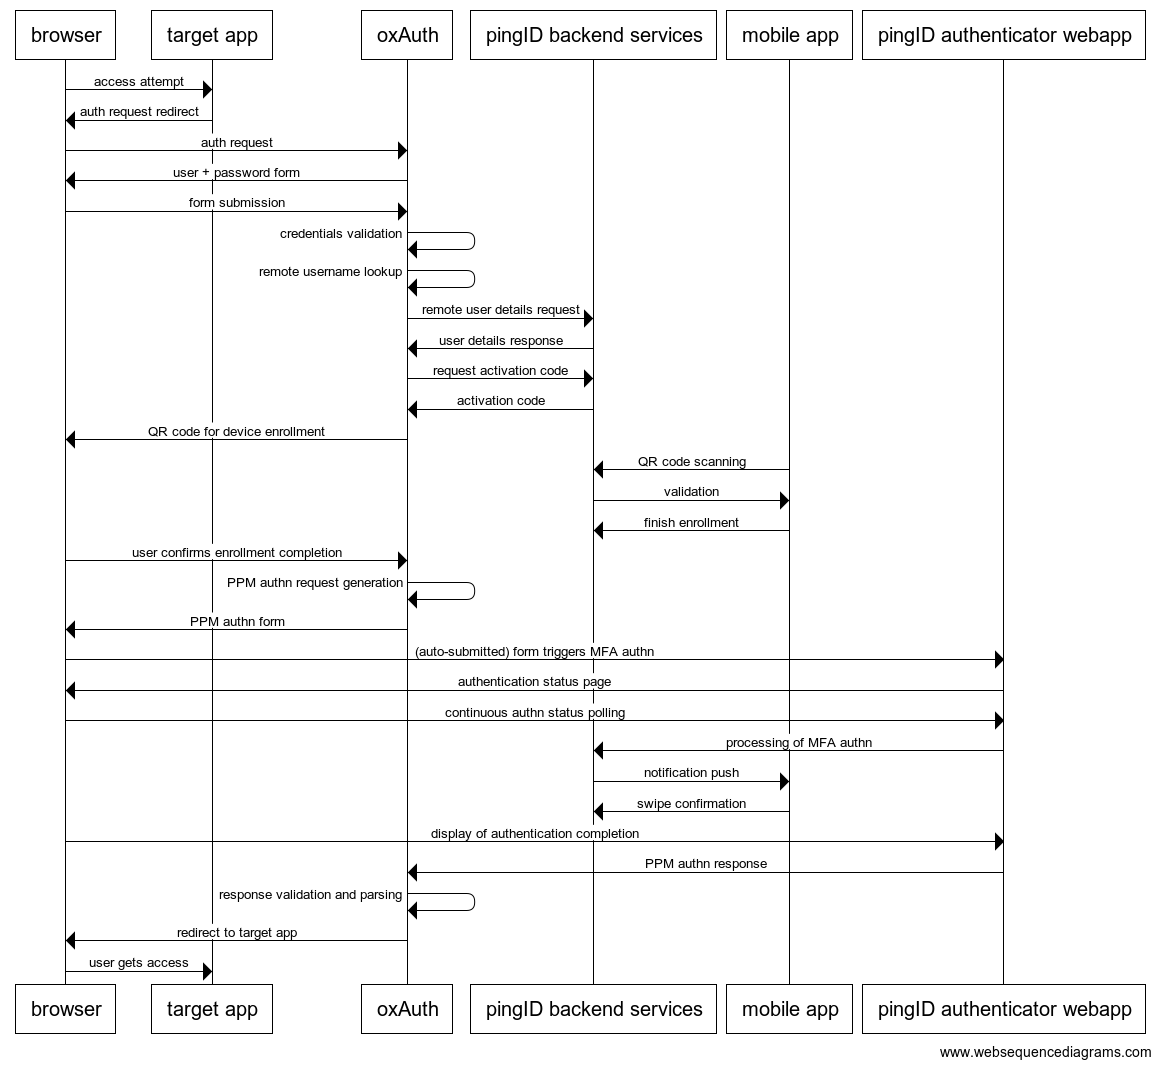 browser
target app
oxAuth
pingID backend services
mobile app
pingID authenticator webapp
access attempt
auth request redirect
auth request
user + password form
form submission
credentials validation
remote username lookup
remote user details request
user details response
request activation code
activation code
QR code for device enrollment
QR code scanning
validation
finish enrollment
user confirms enrollment completion
PPM authn request generation
PPM authn form
(auto-submitted) form triggers MFA authn
authentication status page
continuous authn status polling
processing of MFA authn
notification push
swipe confirmation
display of authentication completion
PPM authn response
response validation and parsing
redirect to target app
user gets access
browser
target app
oxAuth
pingID backend services
mobile app
pingID authenticator webapp
www.websequencediagrams.com